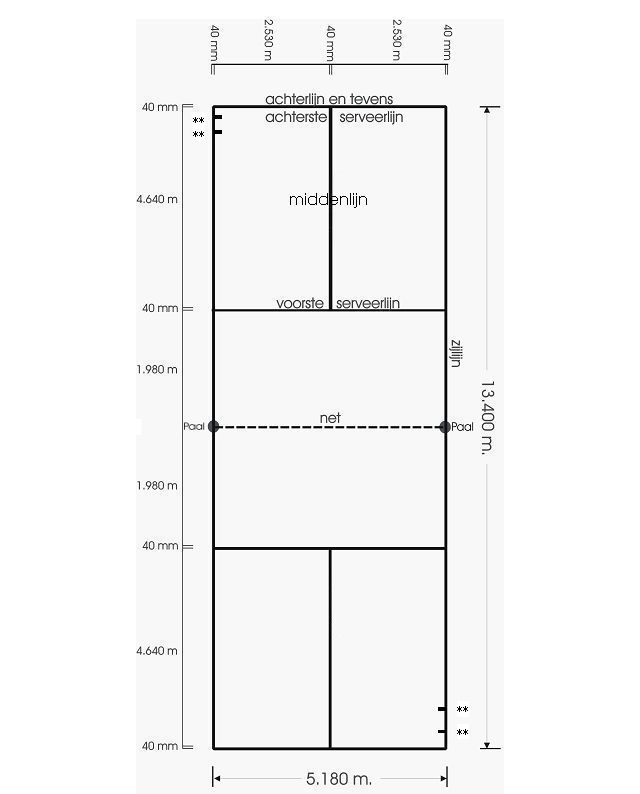 40 mm
2.530 m
40 mm
2.530 m
40 mm
achterlijn en tevens
40 mm
**
achterste serveerlijn
**
4.640 m
middenlijn
voorste serveerlijn
40 mm
zijlijn
1.980 m
13,400 m.
net
Paal
Paal
1.980 m
40 mm
4.640 m
**
**
40 mm
5.180 m.